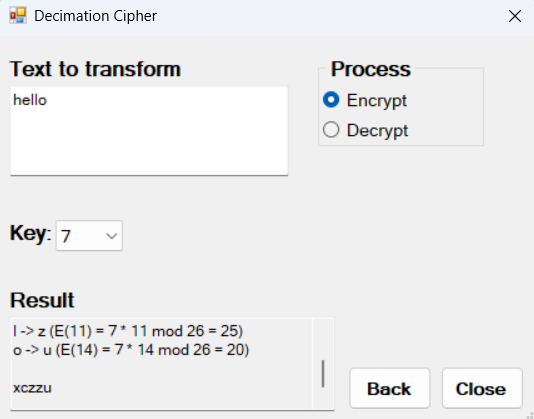 Decimation Cipher
Text to transform
hello
Process
Encrypt
Decrypt
Key: 7
Result
l -> z (E(11) = 7 * 11 mod 26 = 25)
o -> u (E(14) = 7 * 14 mod 26 = 20)
xczzu
Back
Close